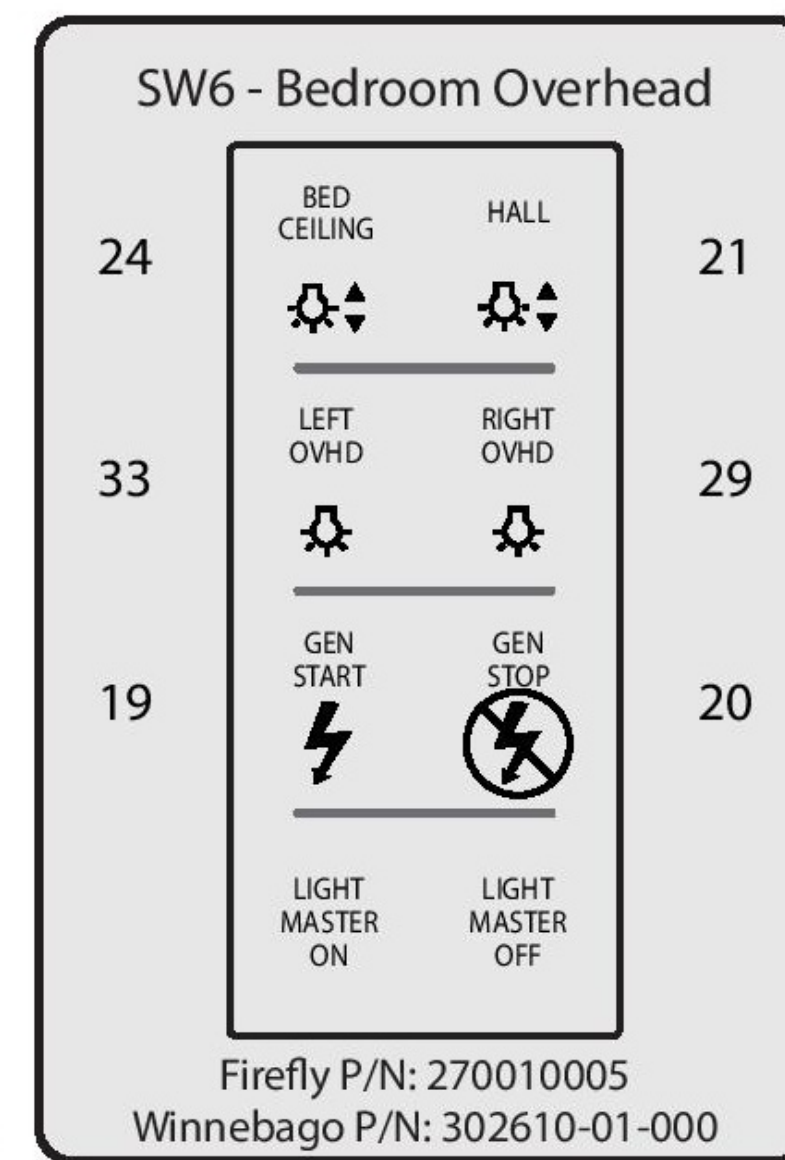 SW6 - Bedroom Overhead
24
BED
CEILING
HALL
21
33
LEFT
OVHD
RIGHT
OVHD
29
19
GEN
START
GEN
STOP
20
LIGHT
MASTER
ON
LIGHT
MASTER
OFF
Firefly P/N: 270010005
Winnebago P/N: 302610-01-000